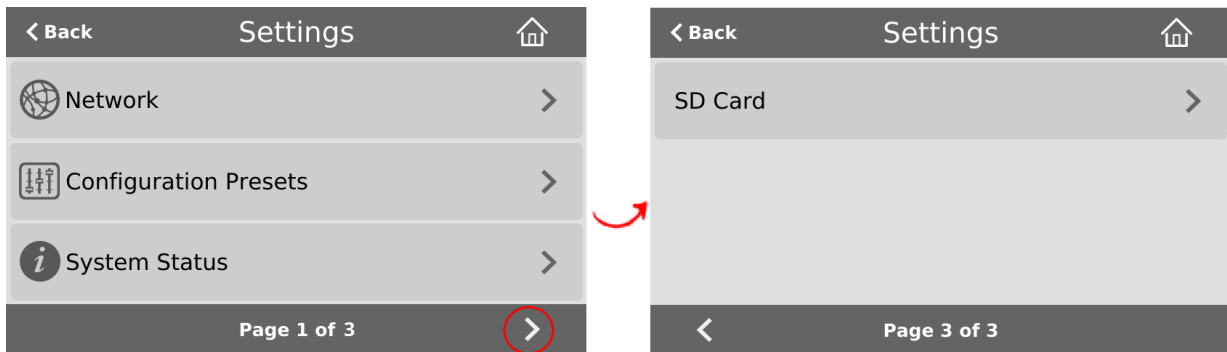 Back Settings
Network
Configuration Presets
i System Status
Page 1 of 3
Back Settings
SD Card
Page 3 of 3